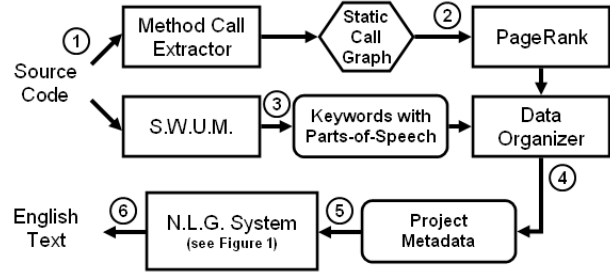 1
Source
Code
Method Call
Extractor
Static
Call
Graph
2
PageRank
S.W.U.M.
3
Keywords with
Parts-of-Speech
Data
Organizer
4
English
Text
6
N.L.G. System
(see Figure 1)
5
Project
Metadata